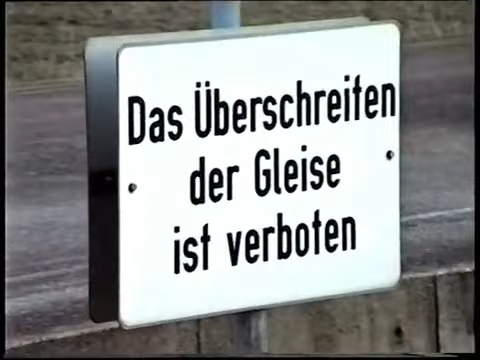 Das Überschreiten
der Gleise
ist verboten